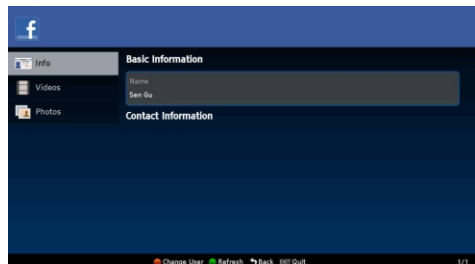 f
Info
Videos
Photos
Basic Information
Name
Sen Gu
Contact Information
Change User Refresh Back EXIT Quit 1/1